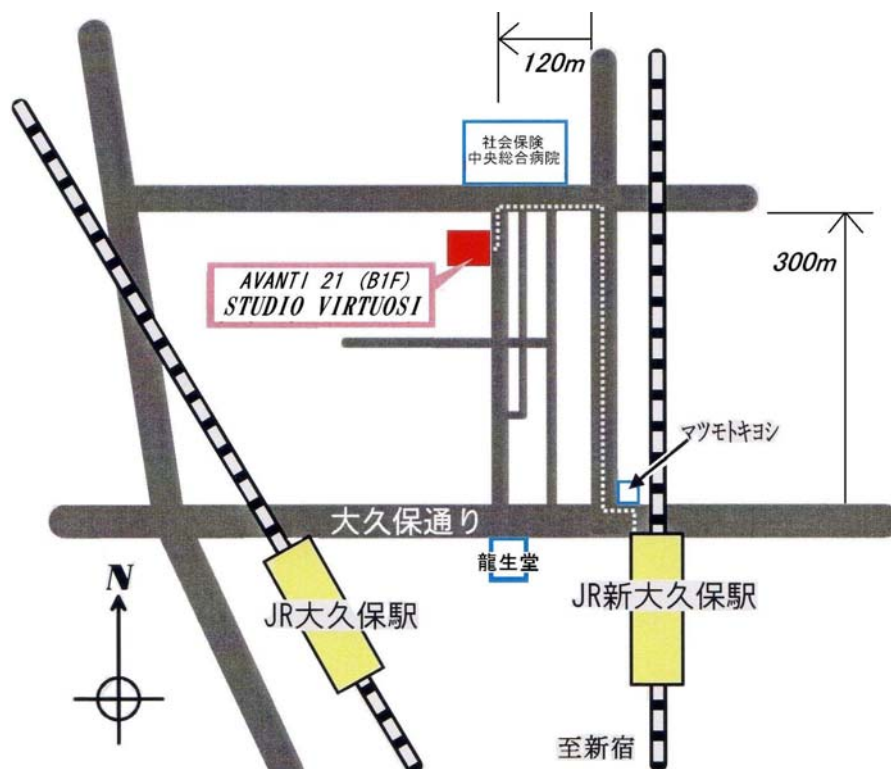 120m
社会保険
中央総合病院
300m
AVANTI 21 (B1F)
STUDIO VIRTUOSI
マツモトキヨシ
大久保通り
龍生堂
N
JR大久保駅
JR新大久保駅
至新宿